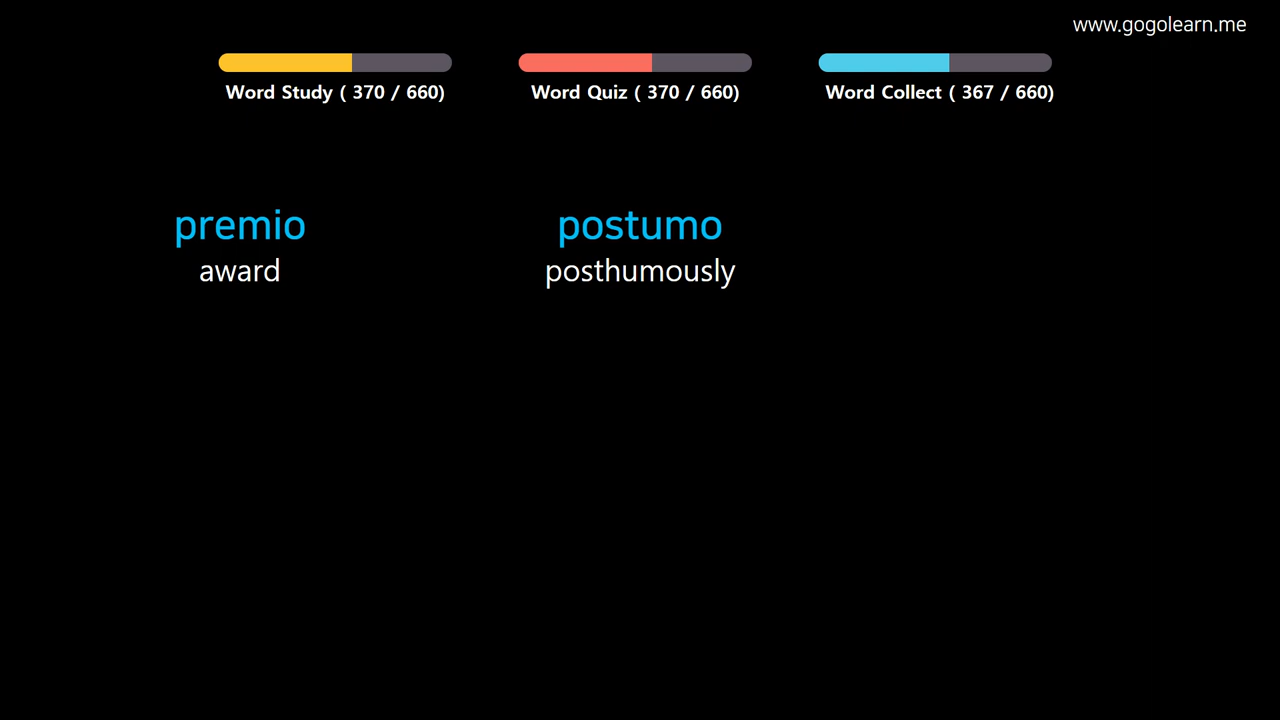 www.gogolearn.me
Word Study ( 370 / 660)
Word Quiz ( 370 / 660)
Word Collect ( 367 / 660)
premio
award
postumo
posthumously